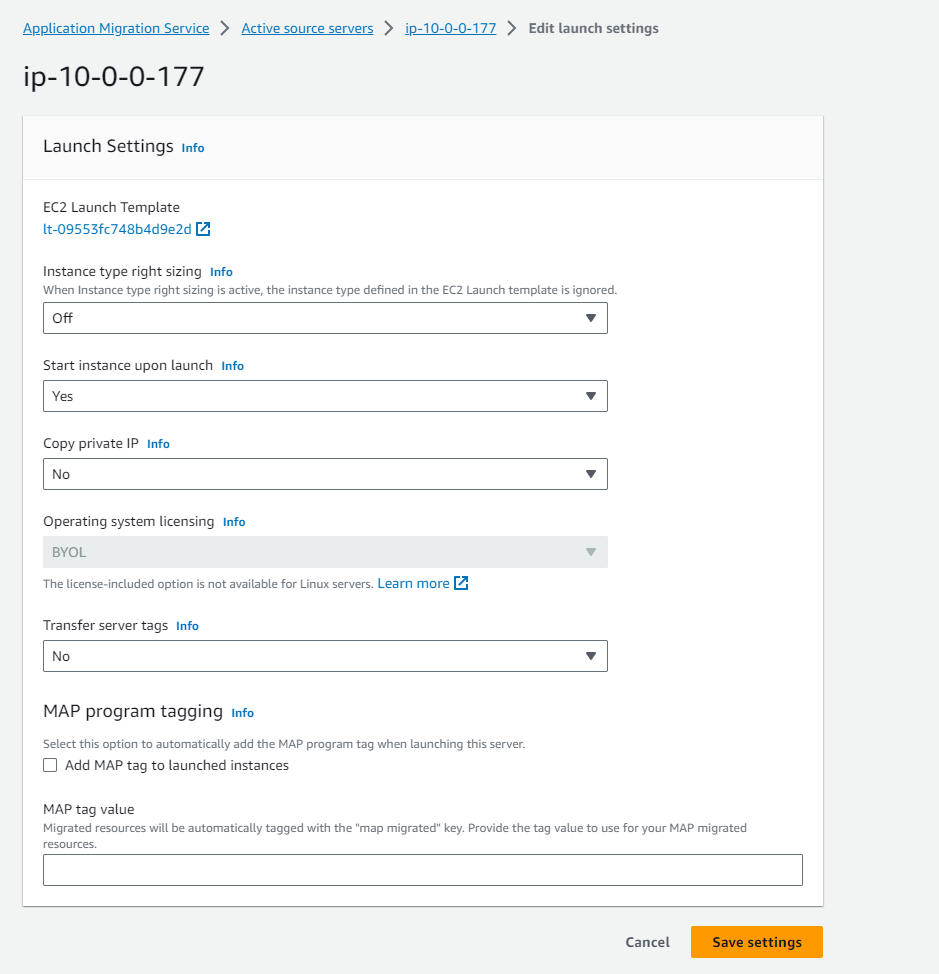 Application Migration Service > Active source servers > ip-10-0-0-177 > Edit launch settings
ip-10-0-0-177
Launch Settings Info
EC2 Launch Template
lt-09553fc748b4d9e2d
Instance type right sizing Info
When Instance type right sizing is active, the instance type defined in the EC2 Launch template is ignored.
Off
Start instance upon launch Info
Yes
Copy private IP Info
No
Operating system licensing Info
BYOL
The license-included option is not available for Linux servers. Learn more
Transfer server tags Info
No
MAP program tagging Info
Select this option to automatically add the MAP program tag when launching this server.
Add MAP tag to launched instances
MAP tag value
Migrated resources will be automatically tagged with the "map migrated" key. Provide the tag value to use for your MAP migrated
resources.
Cancel Save settings